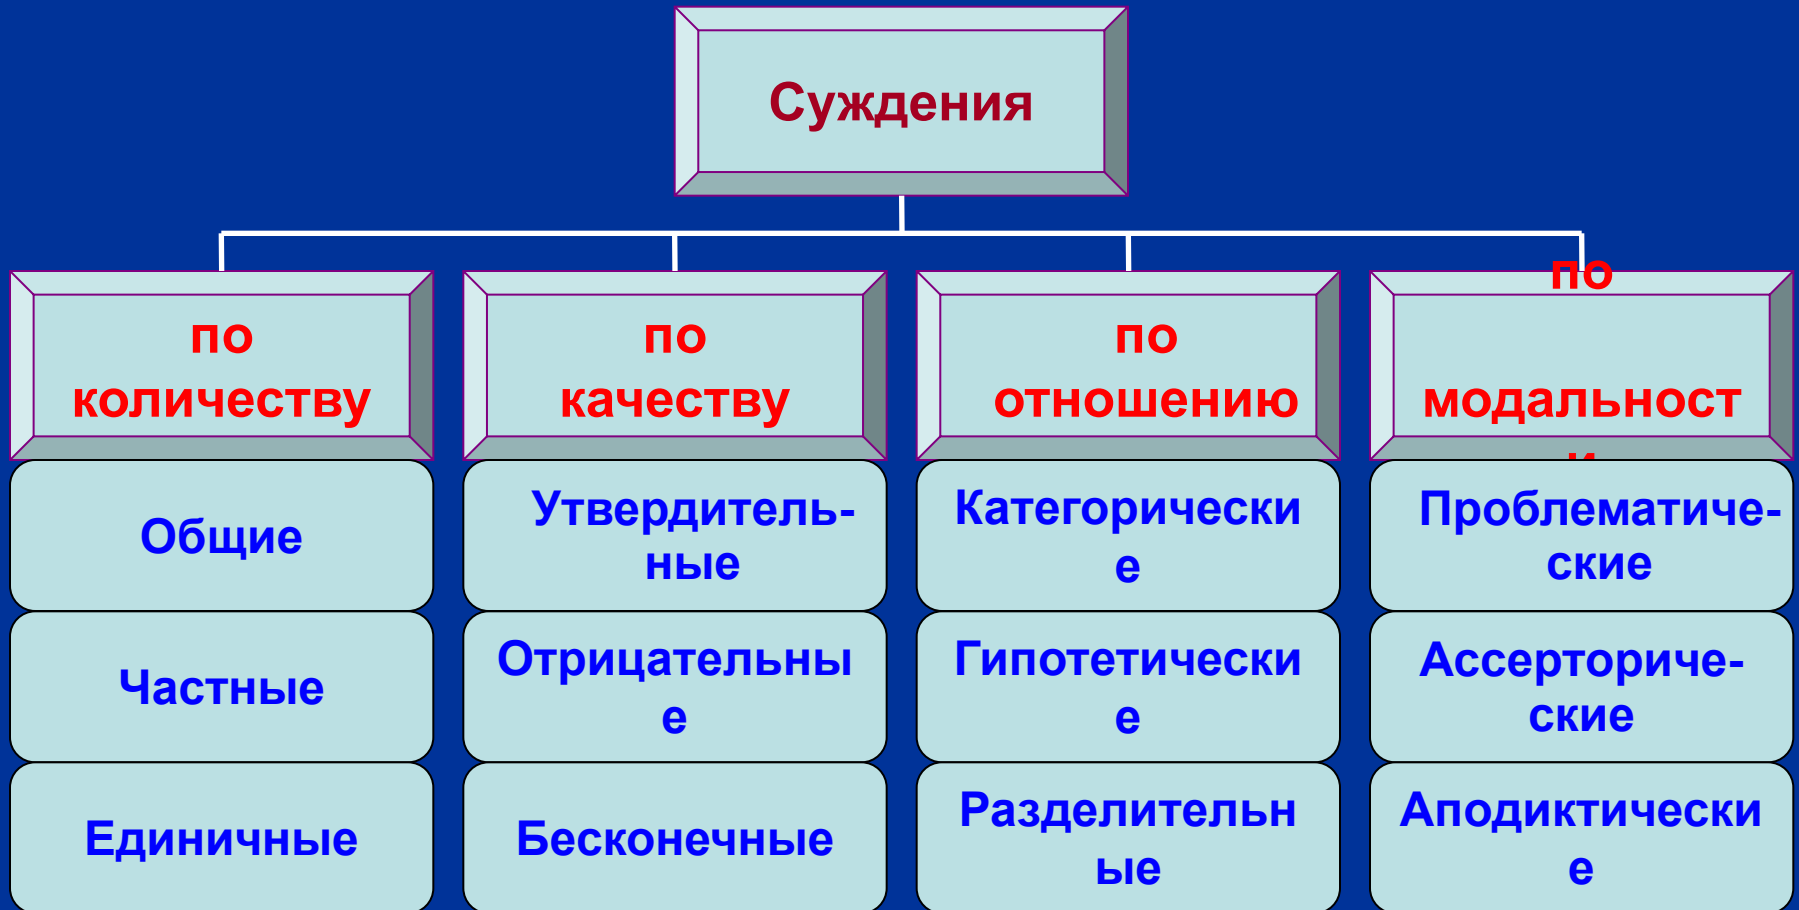 Суждения
по
количеству
по
качеству
по
отношению
по
модальност
и
Общие
Утвердитель-
ные
Категорически
е
Проблематиче-
ские
Частные
Отрицательны
е
Гипотетически
е
Ассерториче-
ские
Единичные
Бесконечные
Разделительн
ые
Аподиктически
е